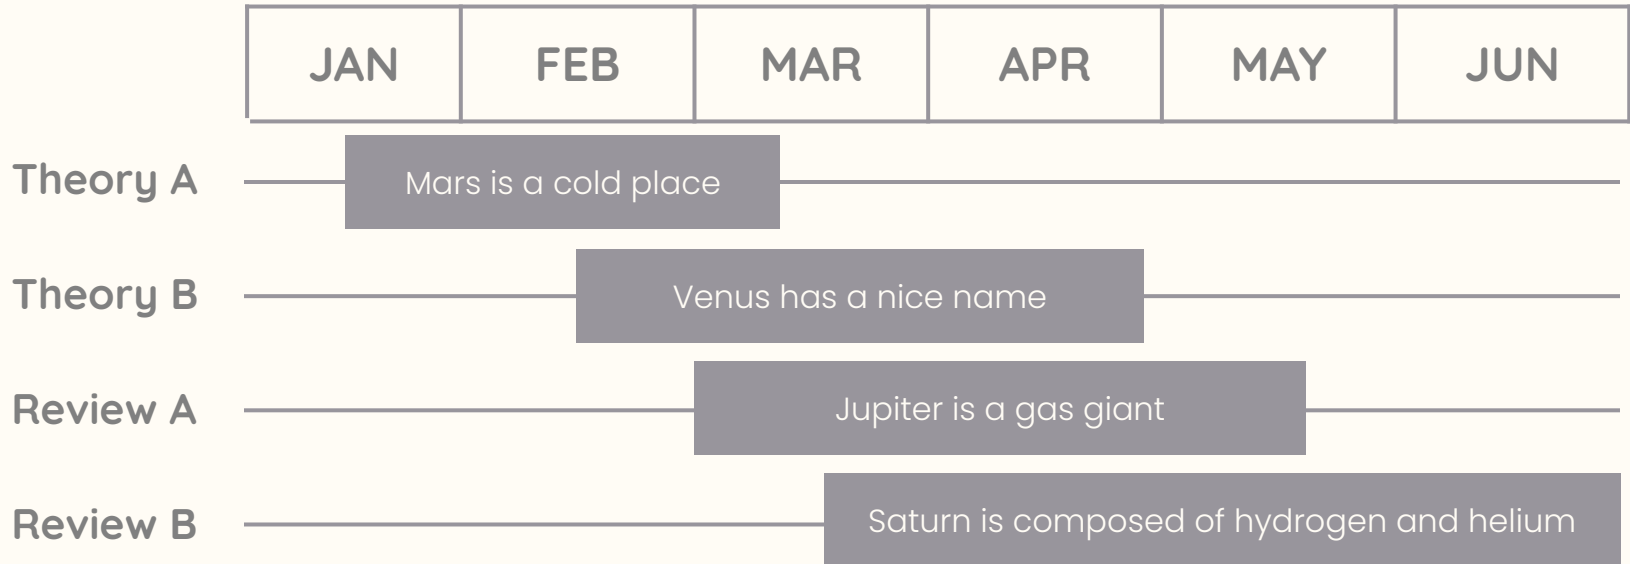 JAN FEB MAR APR MAY JUN
Theory A Mars is a cold place
Theory B Venus has a nice name
Review A Jupiter is a gas giant
Review B Saturn is composed of hydrogen and helium